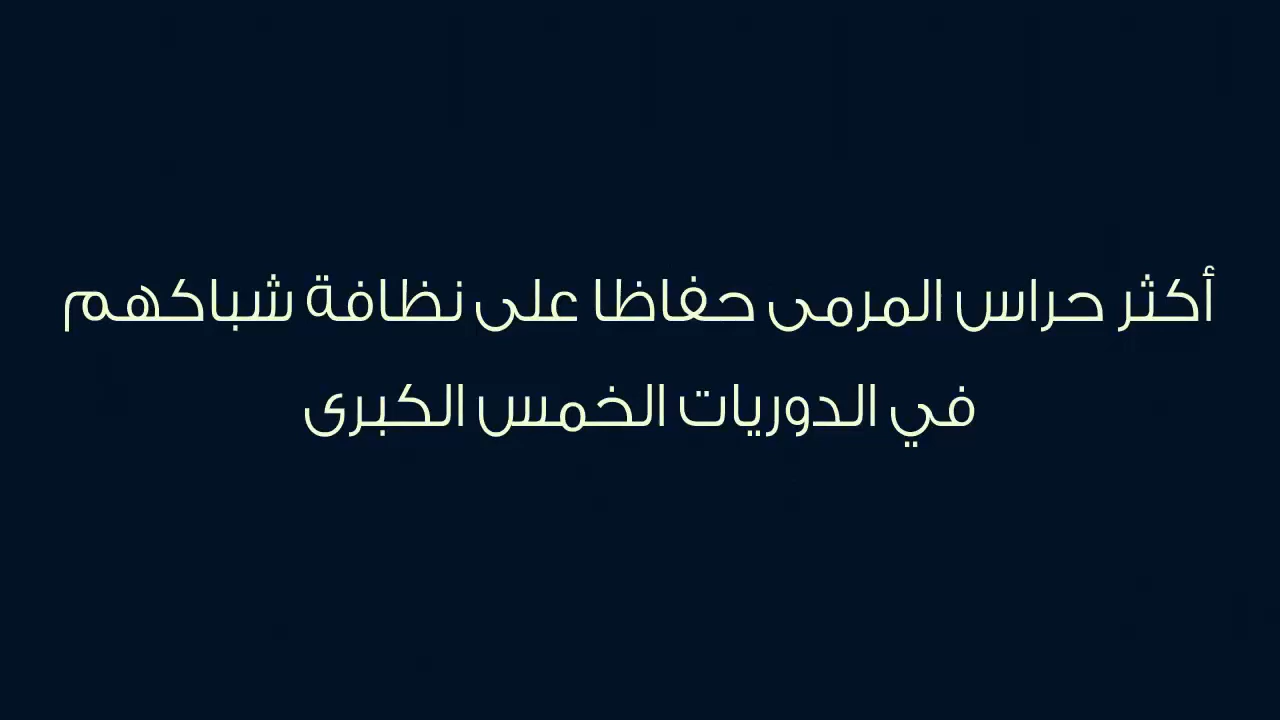 أكثر حراس المرمى حفاظا على نظافة شباكهم
في الدوريات الخمس الكبرى